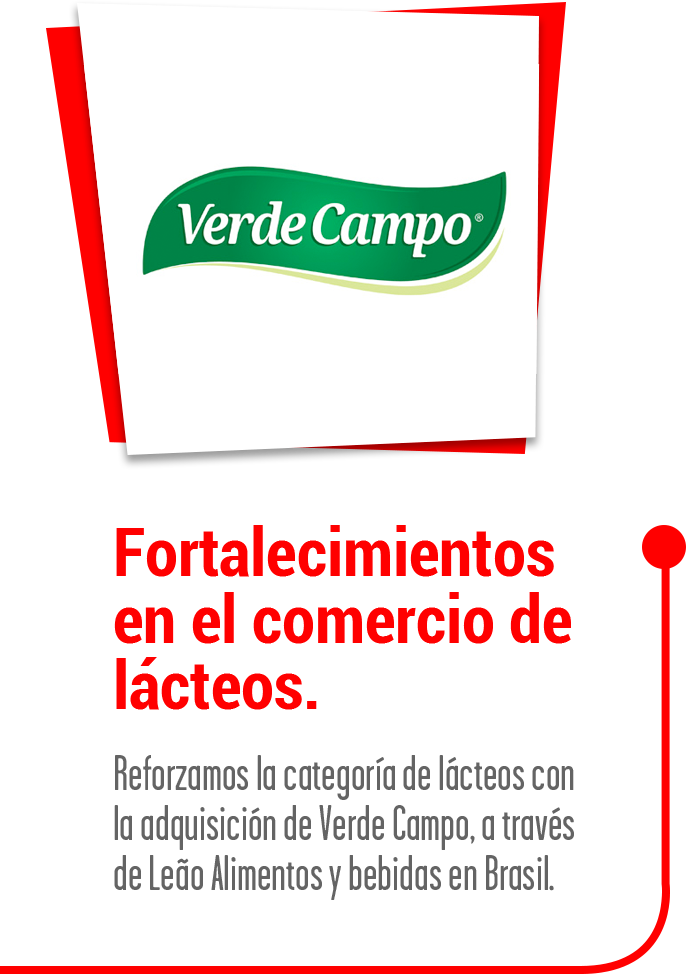 Verde Campo®
Fortalecimientos
en el comercio de
lácteos.
Reforzamos la categoría de lácteos con
la adquisición de Verde Campo, a través
de Leão Alimentos y bebidas en Brasil.